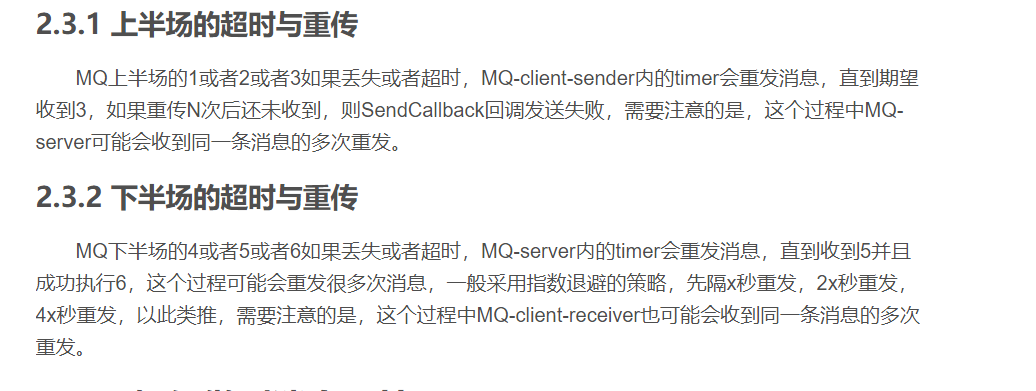 2.3.1 上半场的超时与重传
MQ上半场的1或者2或者3如果丢失或者超时，MQ-client-sender内的timer会重发消息，直到期望
收到3，如果重传N次后还未收到，则SendCallback回调发送失败，需要注意的是，这个过程中MQ-
server可能会收到同一条消息的多次重发。
2.3.2 下半场的超时与重传
MQ下半场的4或者5或者6如果丢失或者超时，MQ-server内的timer会重发消息，直到收到5并且
成功执行6，这个过程可能会重发很多次消息，一般采用指数退避的策略，先隔x秒重发，2x秒重发，
4x秒重发，以此类推，需要注意的是，这个过程中MQ-client-receiver也可能会收到同一条消息的多次
重发。